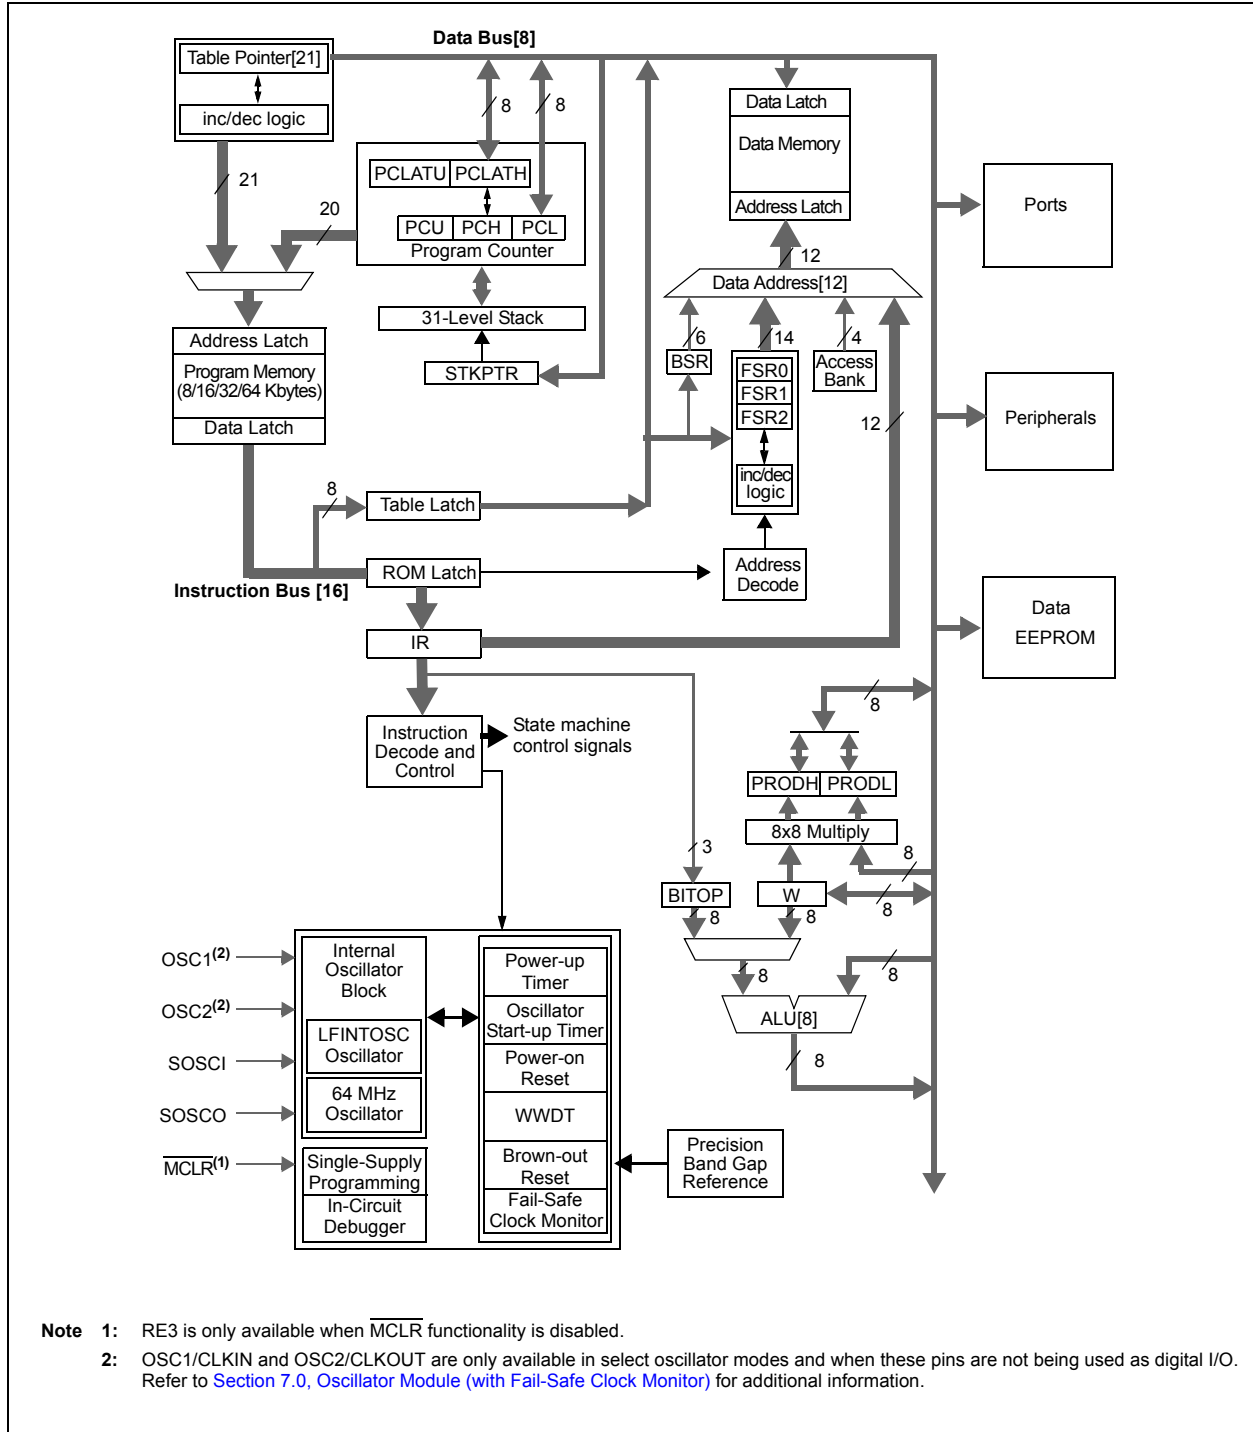 Data Bus[8]
Table Pointer[21]
inc/dec logic
21
20
8
8
PCLATU PCLATH
PCU PCH PCL
Program Counter
31-Level Stack
STKPTR
Address Latch
Program Memory
(8/16/32/64 Kbytes)
Data Latch
Data Latch
Data Memory
Address Latch
12
Data Address[12]
6
14
4
BSR
FSR0
FSR1
FSR2
inc/dec
logic
Access
Bank
12
Ports
Peripherals
Data
EEPROM
8
Table Latch
ROM Latch
Instruction Bus [16]
Address
Decode
IR
Instruction
Decode and
Control
State machine
control signals
8
PRODH PRODL
8x8 Multiply
3
8
BITOP
W
8
8
8
8
8
ALU[8]
8
OSC1(2)
OSC2(2)
SOSCI
SOSCO
MCLR(1)
Internal
Oscillator
Block
LFINTOSC
Oscillator
64 MHz
Oscillator
Single-Supply
Programming
In-Circuit
Debugger
Power-up
Timer
Oscillator
Start-up Timer
Power-on
Reset
WWDT
Brown-out
Reset
Fail-Safe
Clock Monitor
Precision
Band Gap
Reference
Note 1: RE3 is only available when MCLR functionality is disabled.
2: OSC1/CLKIN and OSC2/CLKOUT are only available in select oscillator modes and when these pins are not being used as digital I/O.
Refer to Section 7.0, Oscillator Module (with Fail-Safe Clock Monitor) for additional information.